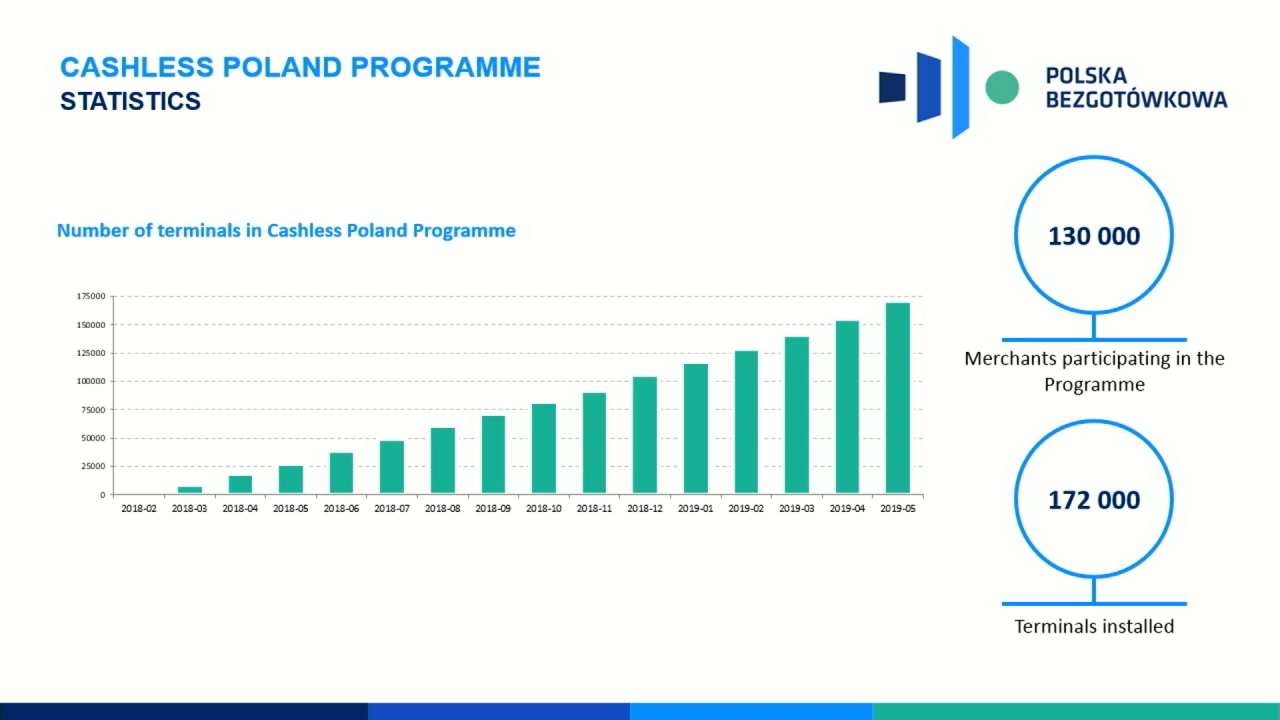 CASHLESS POLAND PROGRAMME
STATISTICS
POLSKA
BEZGOTÓWKOWA
Number of terminals in Cashless Poland Programme
175000
150000
125000
100000
75000
50000
25000
0
2018-02 2018-03 2018-04 2018-05 2018-06 2018-07 2018-08 2018-09 2018-10 2018-11 2018-12 2019-01 2019-02 2019-03 2019-04 2019-05
130 000
Merchants participating in the
Programme
172 000
Terminals installed